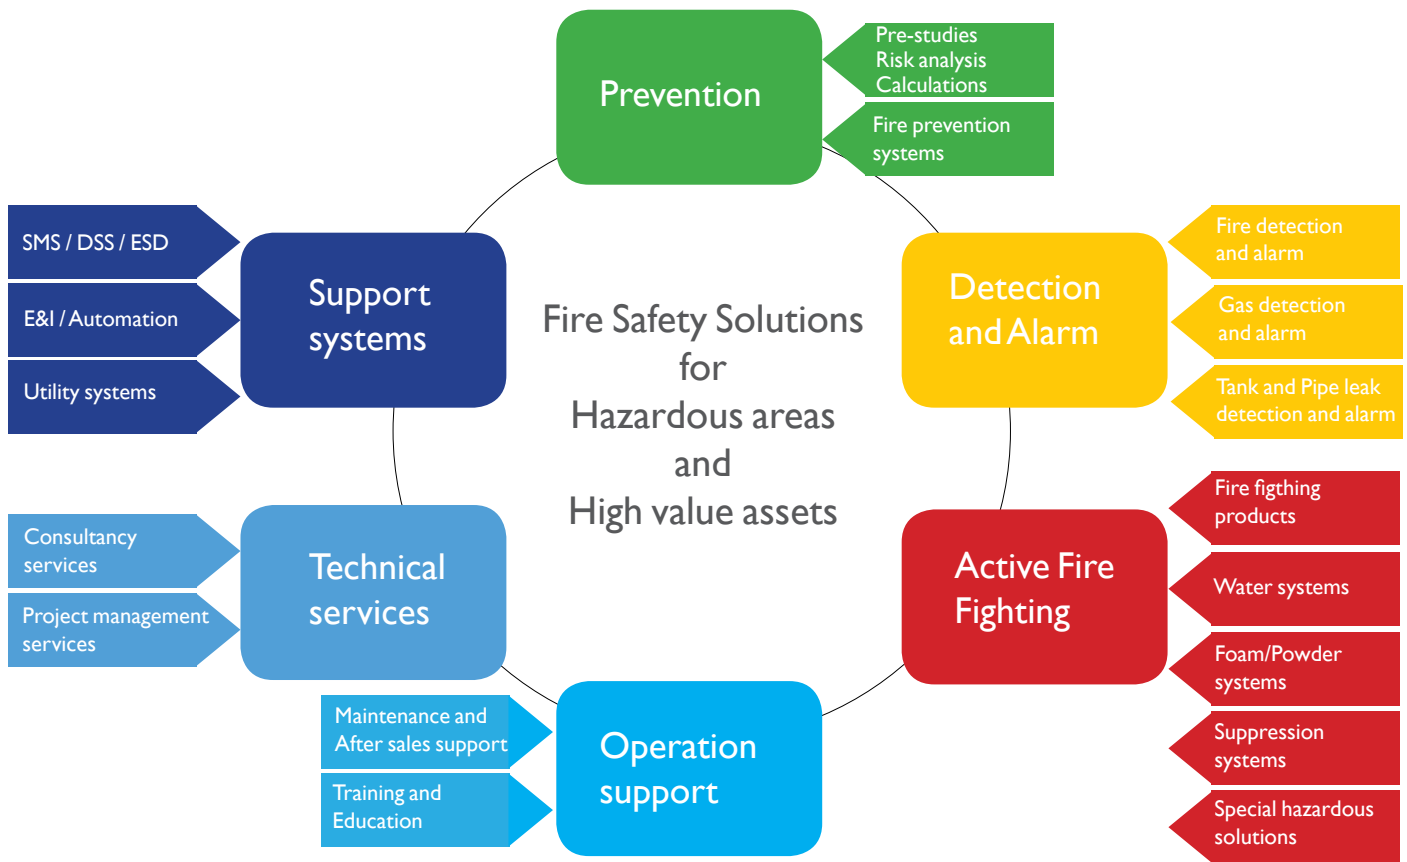 Prevention
Pre-studies
Risk analysis
Calculations
Fire prevention
systems
SMS / DSS / ESD
E&I / Automation
Utility systems
Support
systems
Fire Safety Solutions
for
Hazardous areas
and
High value assets
Detection
and Alarm
Fire detection
and alarm
Gas detection
and alarm
Tank and Pipe leak
detection and alarm
Consultancy
services
Project management
services
Technical
services
Active Fire
Fighting
Fire figthing
products
Water systems
Foam/Powder
systems
Suppression
systems
Special hazardous
solutions
Maintenance and
After sales support
Training and
Education
Operation
support